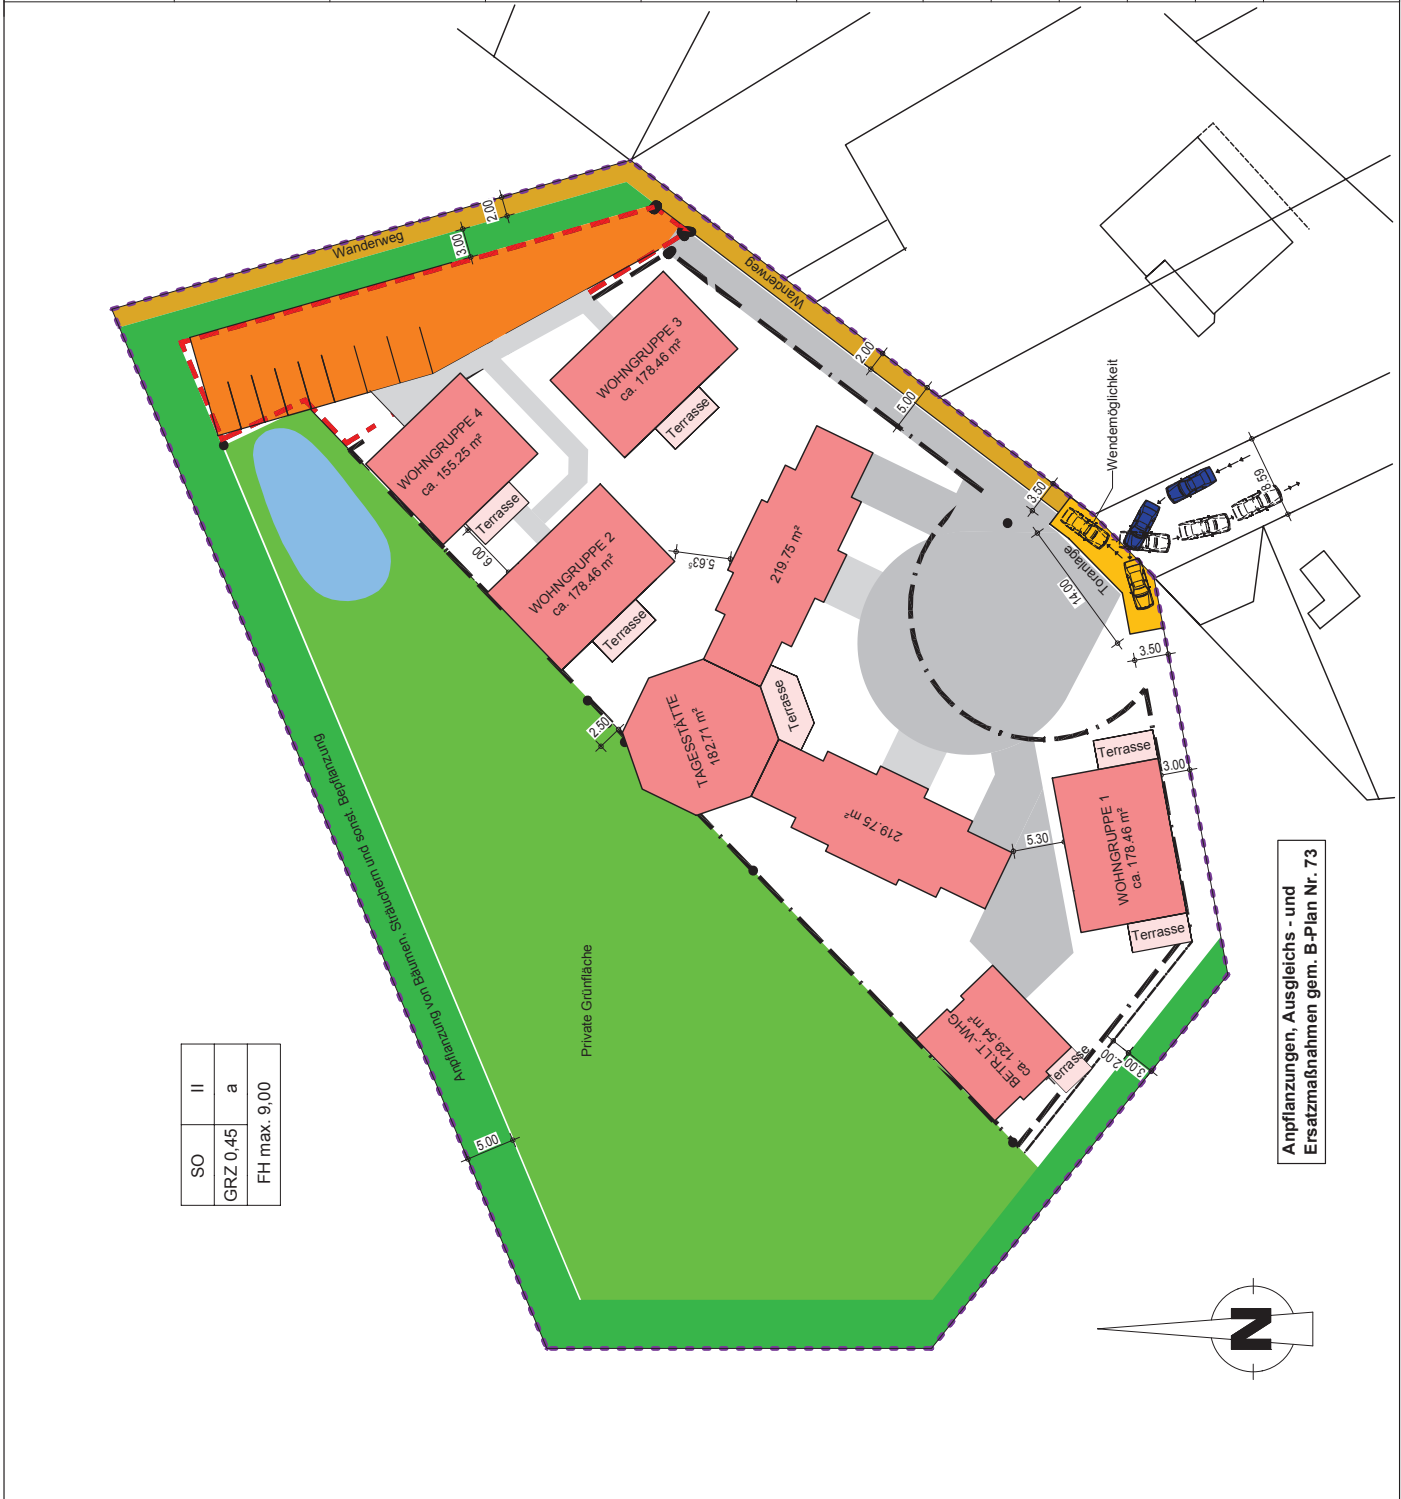 Wanderweg
2.00
3.00
Wanderweg
WOHNGRUPPE 3
ca. 178.46 m²
Terrasse
WOHNGRUPPE 4
ca. 155.25 m²
Terrasse
2.00
5.00
Wendemöglichkeit
3.50
8.59
6.00
WOHNGRUPPE 2
ca. 178.46 m²
Terrasse
5.63⁵
219.75 m²
Toranlage
14.00
3.50
TAGESSTÄTTE
182.71 m²
Terrasse
2.50
Anpflanzung von Bäumen, Sträuchern und sonst. Bepflanzung
219.75 m²
Terrasse
3.00
5.30
WOHNGRUPPE 1
ca. 178.46 m²
Terrasse
Private Grünfläche
BETR.LT.-WHG
ca. 129.54 m²
Terrasse
2.00
3.00
5.00
SO II
GRZ 0,45 a
FH max. 9,00
Anpflanzungen, Ausgleichs - und
Ersatzmaßnahmen gem. B-Plan Nr. 73
N